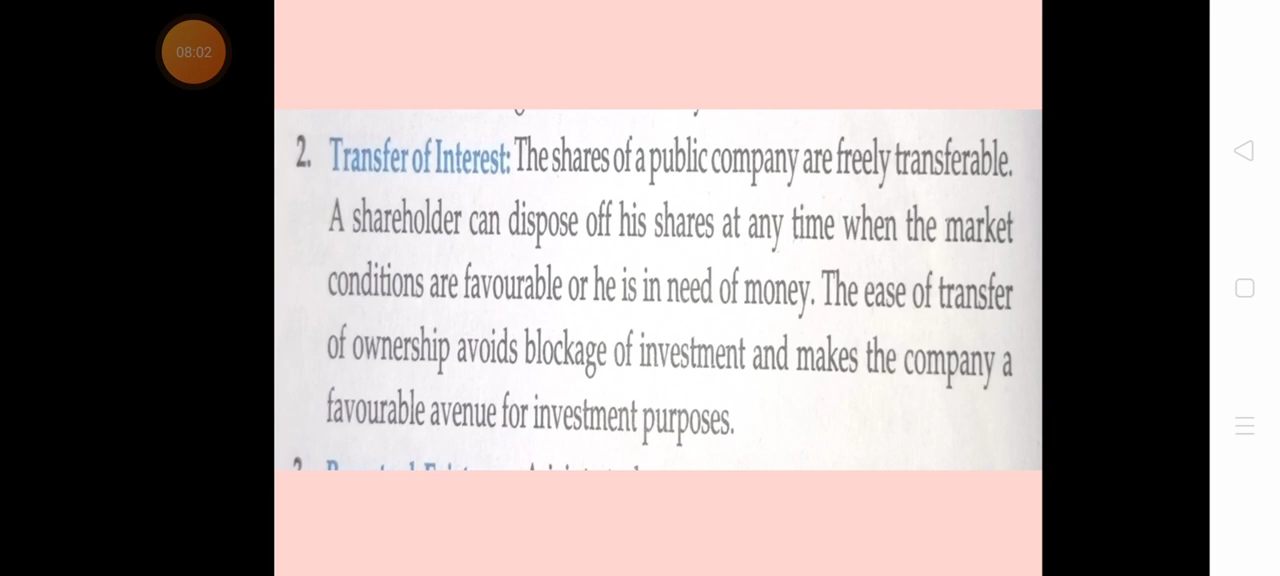 08:02
2. Transfer of Interest: The shares of a public company are freely transferable.
A shareholder can dispose off his shares at any time when the market
conditions are favourable or he is in need of money. The ease of transfer
of ownership avoids blockage of investment and makes the company a
favourable avenue for investment purposes.